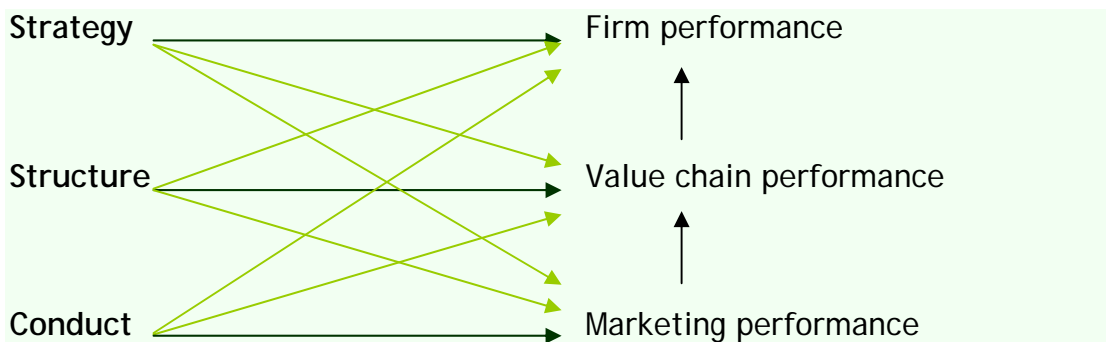 Strategy Firm performance
Structure Value chain performance
Conduct Marketing performance